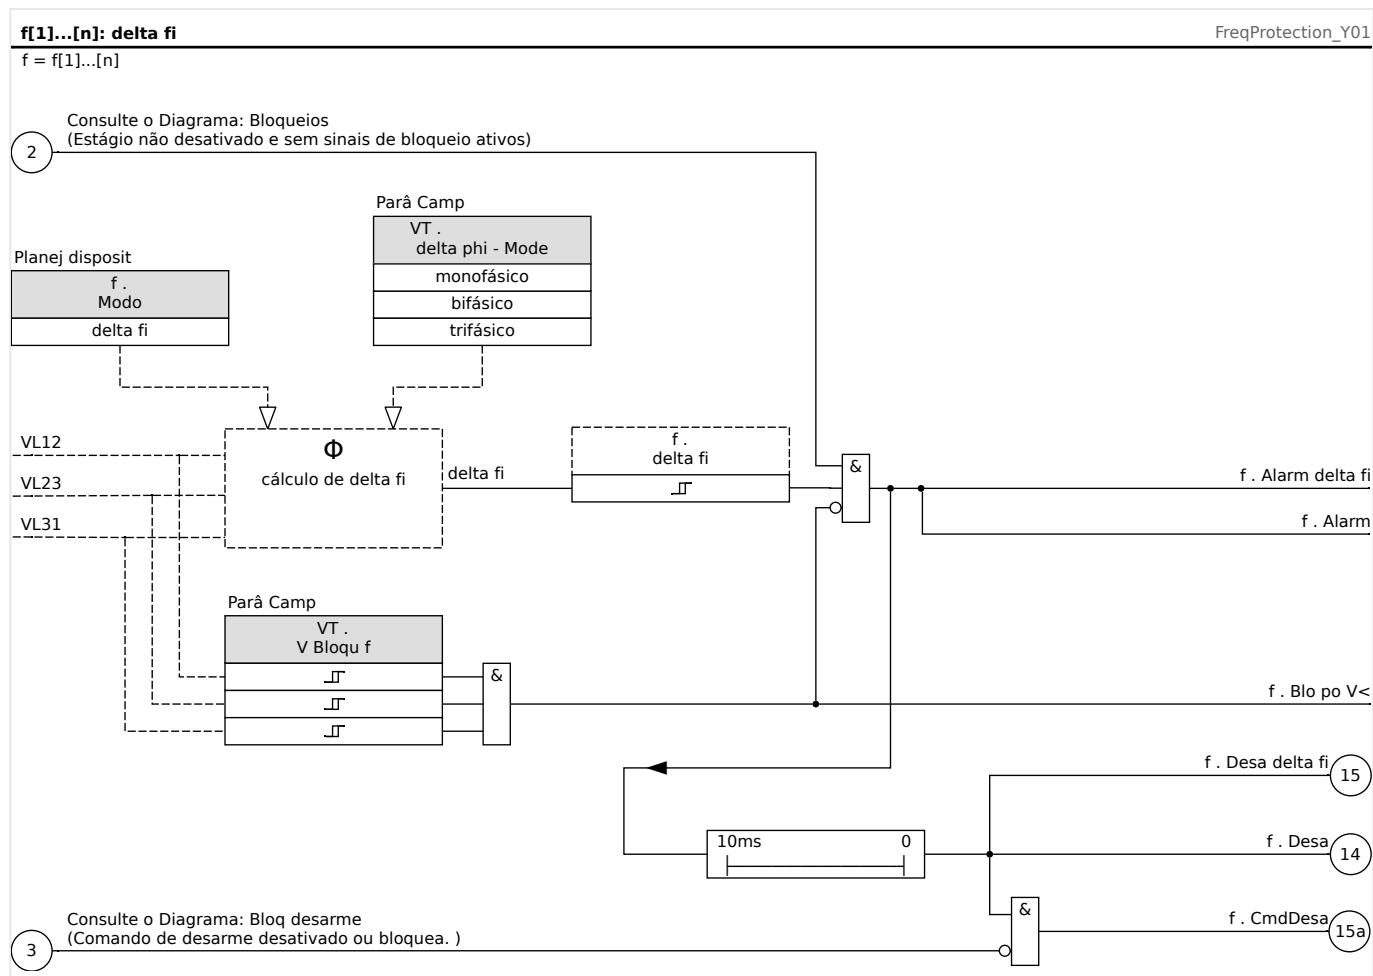 f[1]...[n]: delta fi
FreqProtection_Y01
f = f[1]...[n]
Consulte o Diagrama: Bloqueios
(Estágio não desativado e sem sinais de bloqueio ativos)
2
Parâ Camp
VT .
delta phi - Mode
monofásico
bifásico
trifásico
Planej disposit
f .
Modo
delta fi
VL12
VL23
VL31
Φ
cálculo de delta fi
delta fi
f .
delta fi
&
f . Alarm delta fi
f . Alarm
Parâ Camp
VT .
V Bloqu f
&
f . Blo po V<
f . Desa delta fi
15
10ms
0
f . Desa
14
&
f . CmdDesa
15a
Consulte o Diagrama: Bloq desarme
(Comando de desarme desativado ou bloquea. )
3